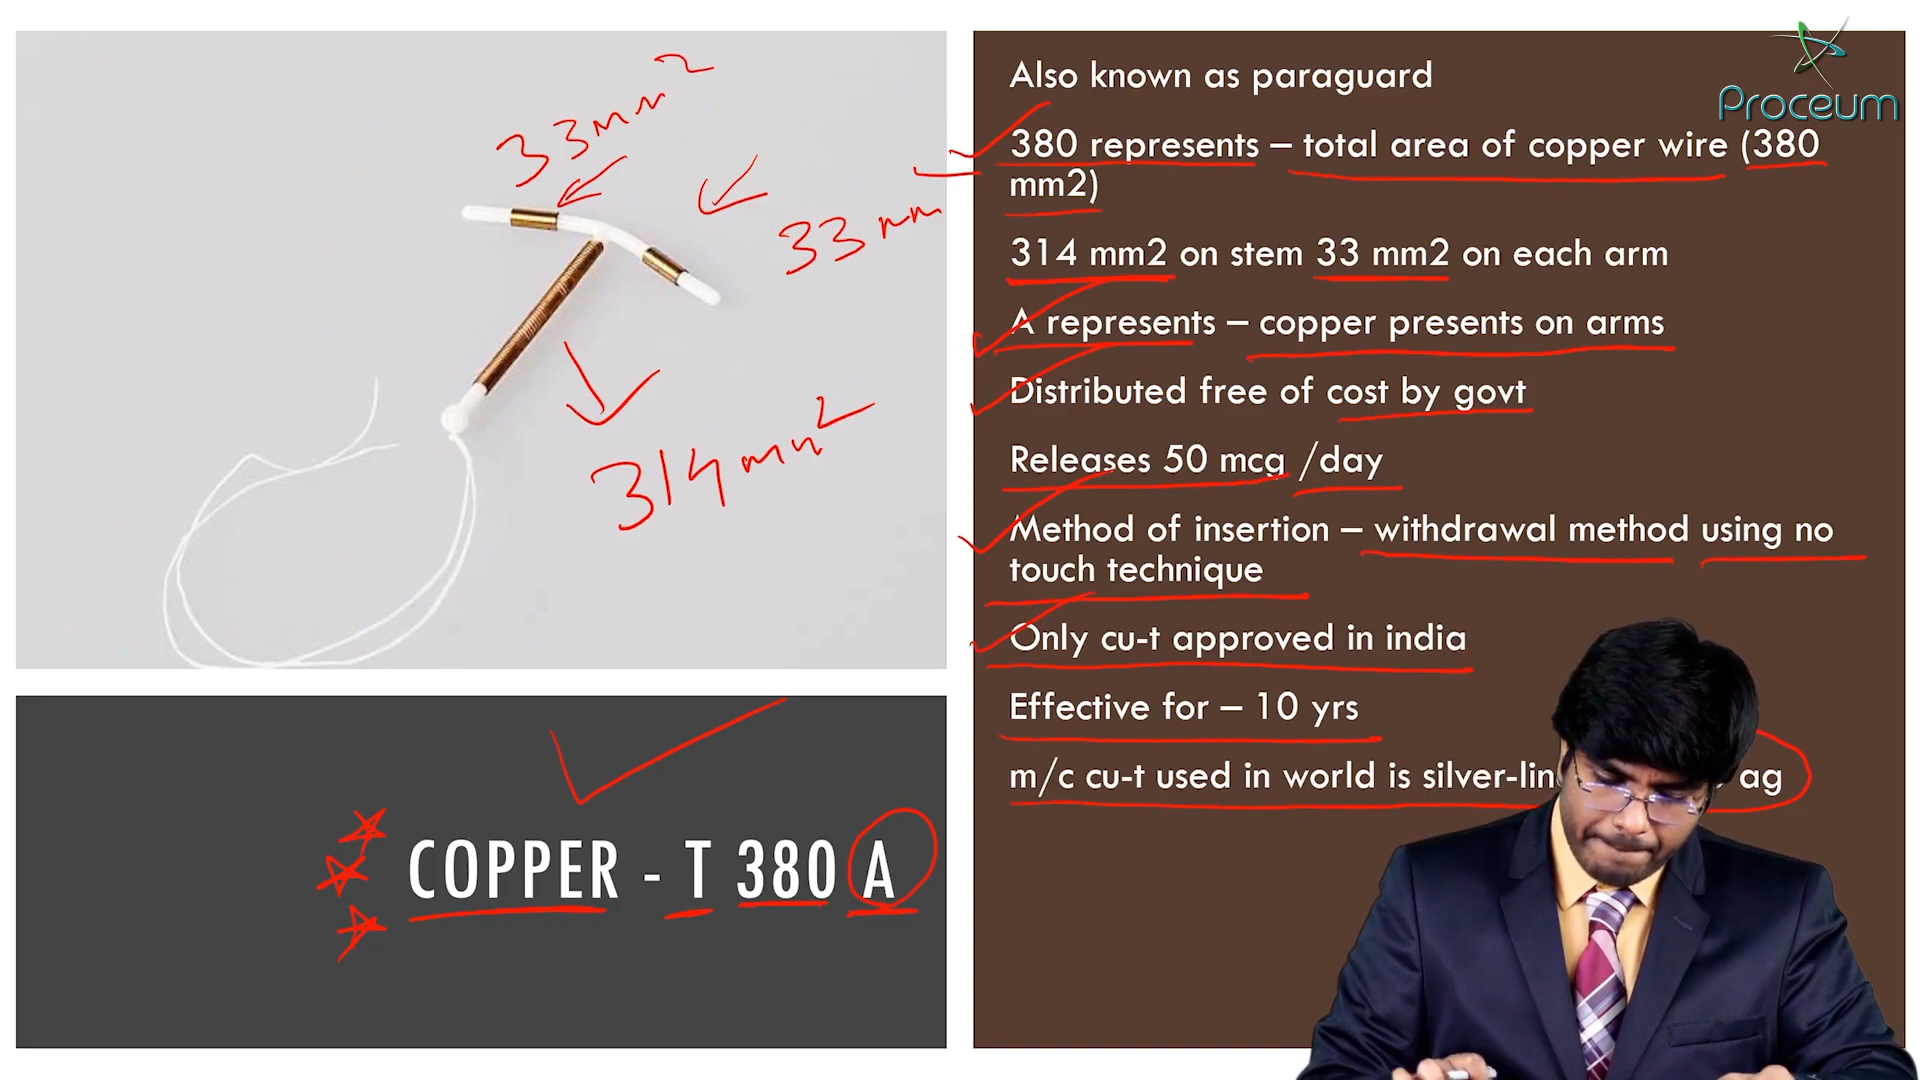 Proceum
Also known as paraguard
380 represents – total area of copper wire (380
mm2)
314 mm2 on stem 33 mm2 on each arm
A represents – copper presents on arms
Distributed free of cost by govt
Releases 50 mcg /day
Method of insertion – withdrawal method using no
touch technique
Only cu-t approved in india
Effective for – 10 yrs
m/c cu-t used in world is silver-lin ag
33mm2
33 mm
314mm2
COPPER - T 380 A